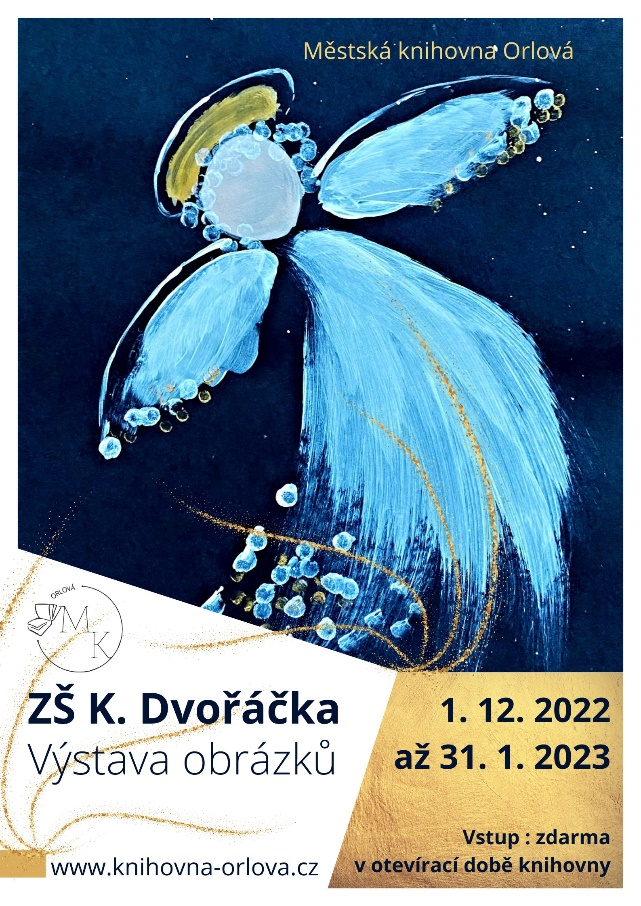 Městská knihovna Orlová
ORLOVÁ
M
K
ZŠ K. Dvořáčka
Výstava obrázků
1. 12. 2022
až 31. 1. 2023
Vstup : zdarma
v otevírací době knihovny
www.knihovna-orlova.cz